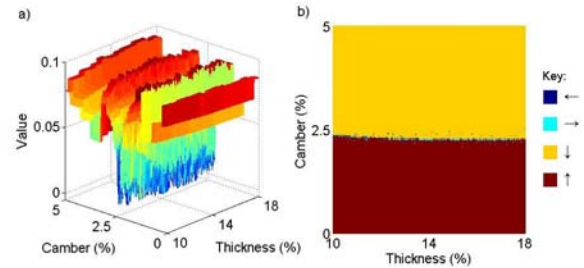 a)
0.1
0.05
0
Value
5
2.5
0
Camber (%)
10
14
18
Thickness (%)
b)
5
2.5
0
Camber (%)
10
14
18
Thickness (%)
Key:
←
→
↓
↑